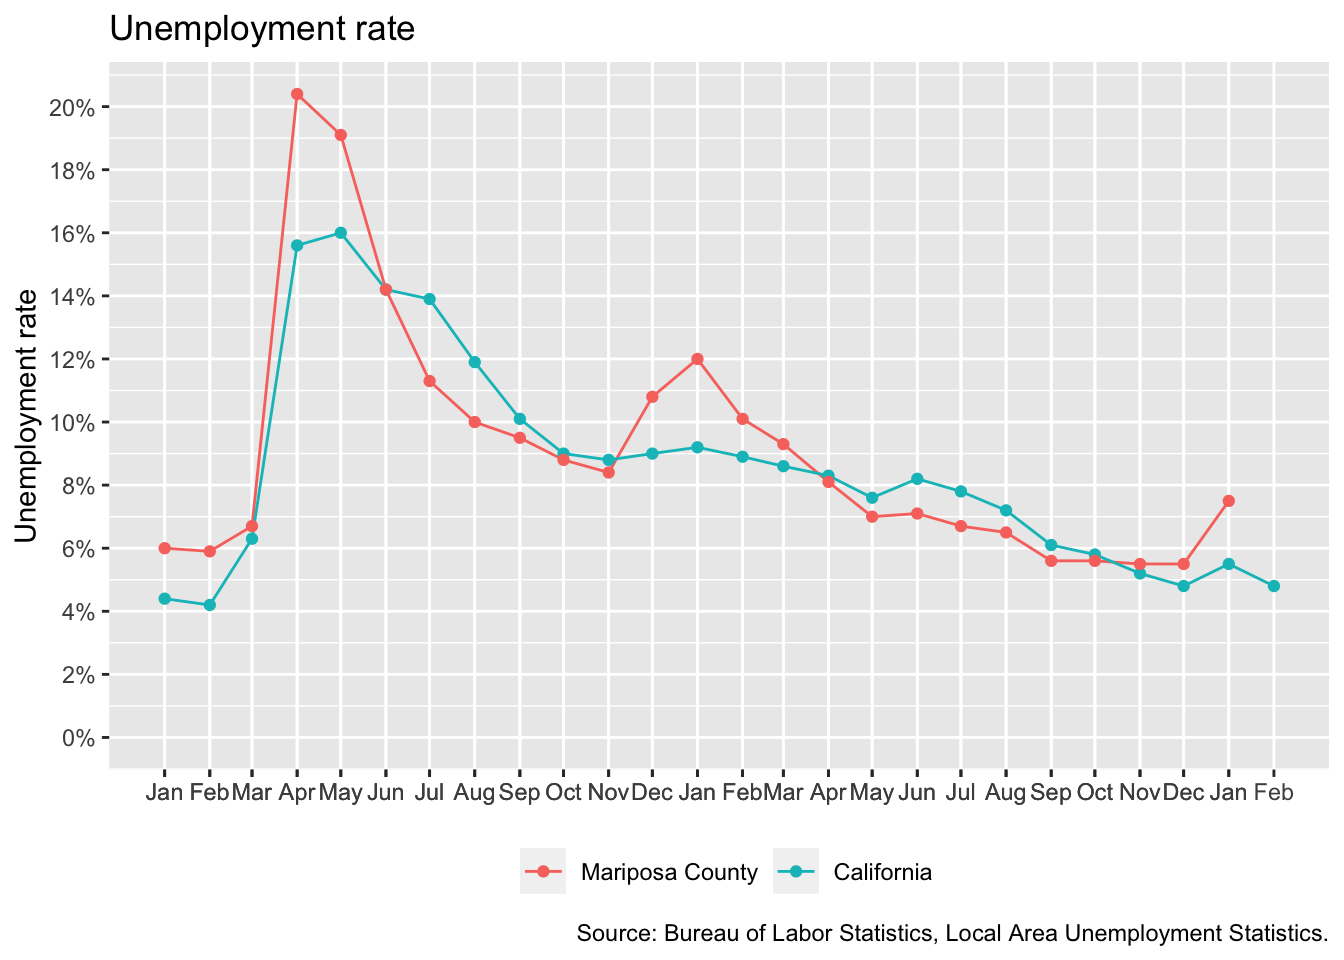 Unemployment rate
Unemployment rate
20%
18%
16%
14%
12%
10%
8%
6%
4%
2%
0%
Jan Feb Mar Apr May Jun Jul Aug Sep Oct Nov Dec Jan Feb Mar Apr May Jun Jul Aug Sep Oct Nov Dec Jan Feb
Mariposa County California
Source: Bureau of Labor Statistics, Local Area Unemployment Statistics.